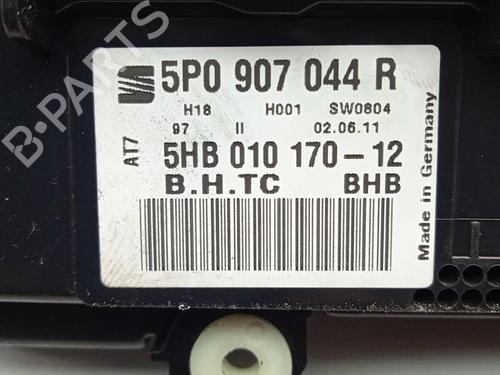 5P0 907 044 R
H18 H001 SW0804
97 II 02.06.11
AT7
5HB 010 170-12
B.H.TC BHB
Made in Germany
B-PARTS